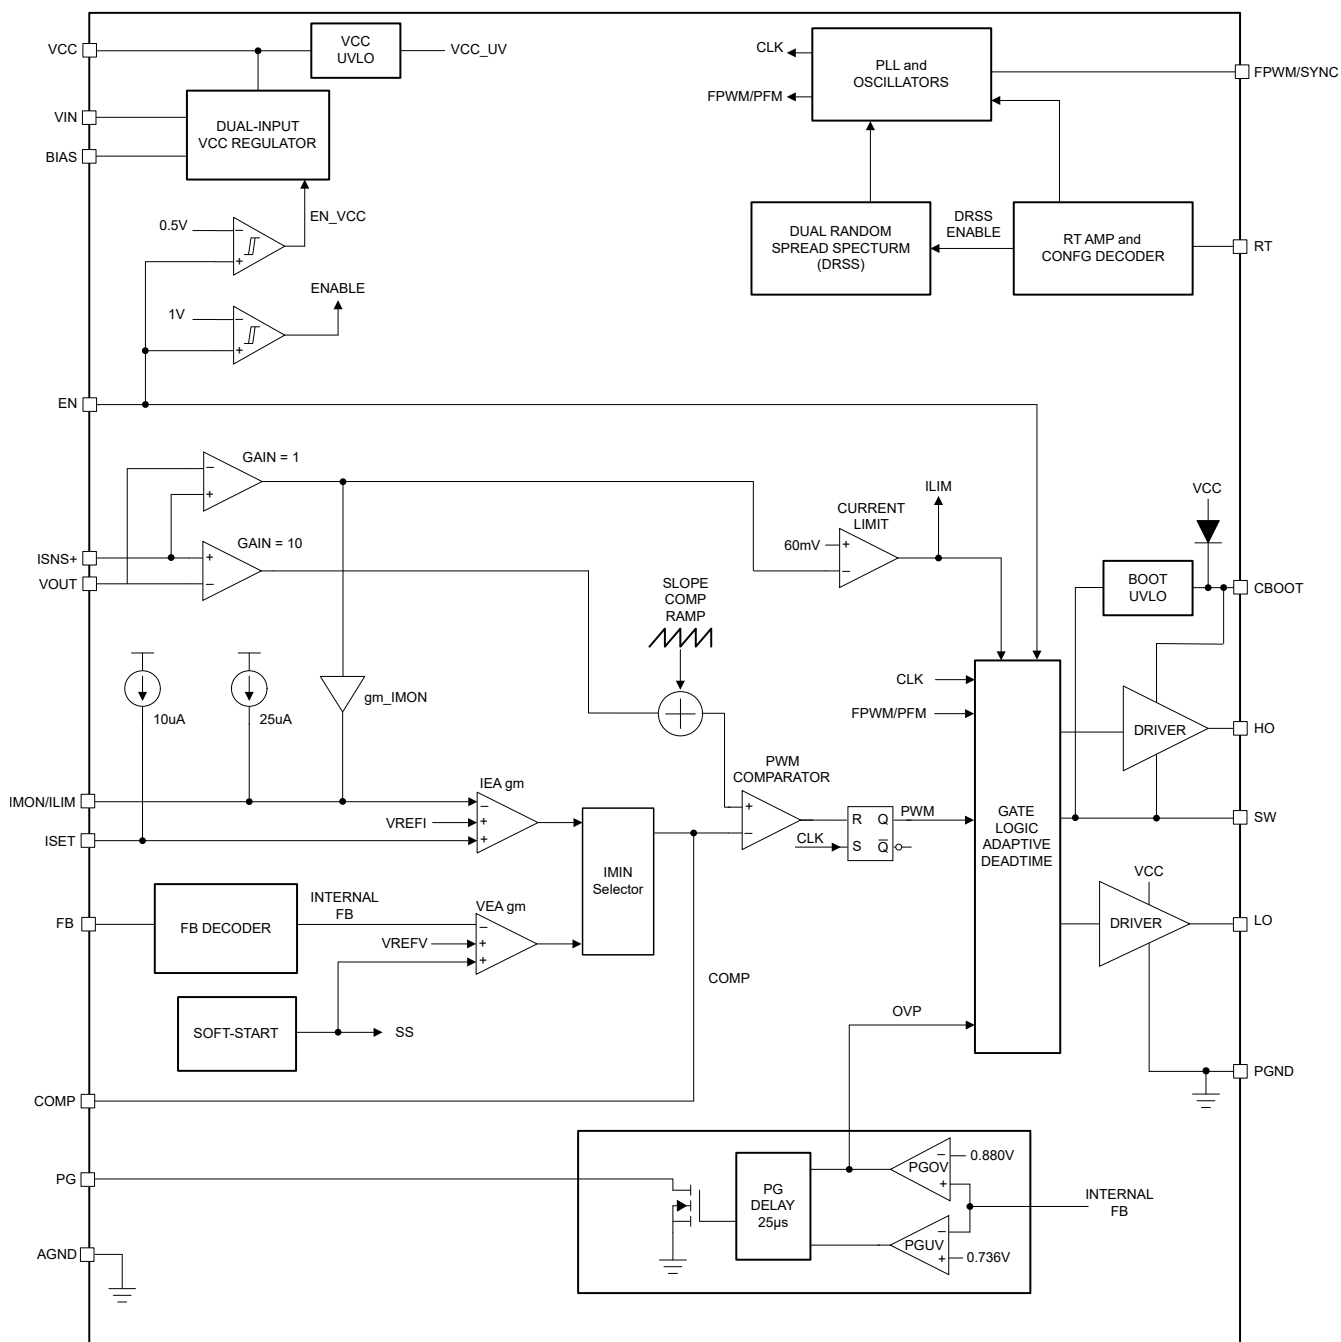 VCC
VCC
UVLO
VCC_UV
VIN
BIAS
DUAL-INPUT
VCC REGULATOR
EN_VCC
0.5V
−
+
ENABLE
1V
−
+
EN
CLK
FPWM/PFM
PLL and
OSCILLATORS
FPWM/SYNC
DUAL RANDOM
SPREAD SPECTURM
(DRSS)
DRSS
ENABLE
RT AMP and
CONFG DECODER
RT
GAIN = 1
−
+
ISNS+
VOUT
GAIN = 10
+
−
ILIM
CURRENT
LIMIT
60mV
+
−
VCC
BOOT
UVLO
CBOOT
SLOPE
COMP
RAMP
10uA
25uA
gm_IMON
CLK
FPWM/PFM
DRIVER
HO
IMON/ILIM
ISET
IEA gm
VREFI
−
+
+
IMIN
Selector
PWM
COMPARATOR
+
−
R Q
S Q
CLK
PWM
GATE
LOGIC
ADAPTIVE
DEADTIME
SW
FB
FB DECODER
INTERNAL
FB
VEA gm
VREFV
−
+
+
VCC
DRIVER
LO
SOFT-START
SS
COMP
OVP
COMP
PGND
PG
PG
DELAY
25µs
PGOV
−
+
0.880V
PGUV
−
+
0.736V
INTERNAL
FB
AGND